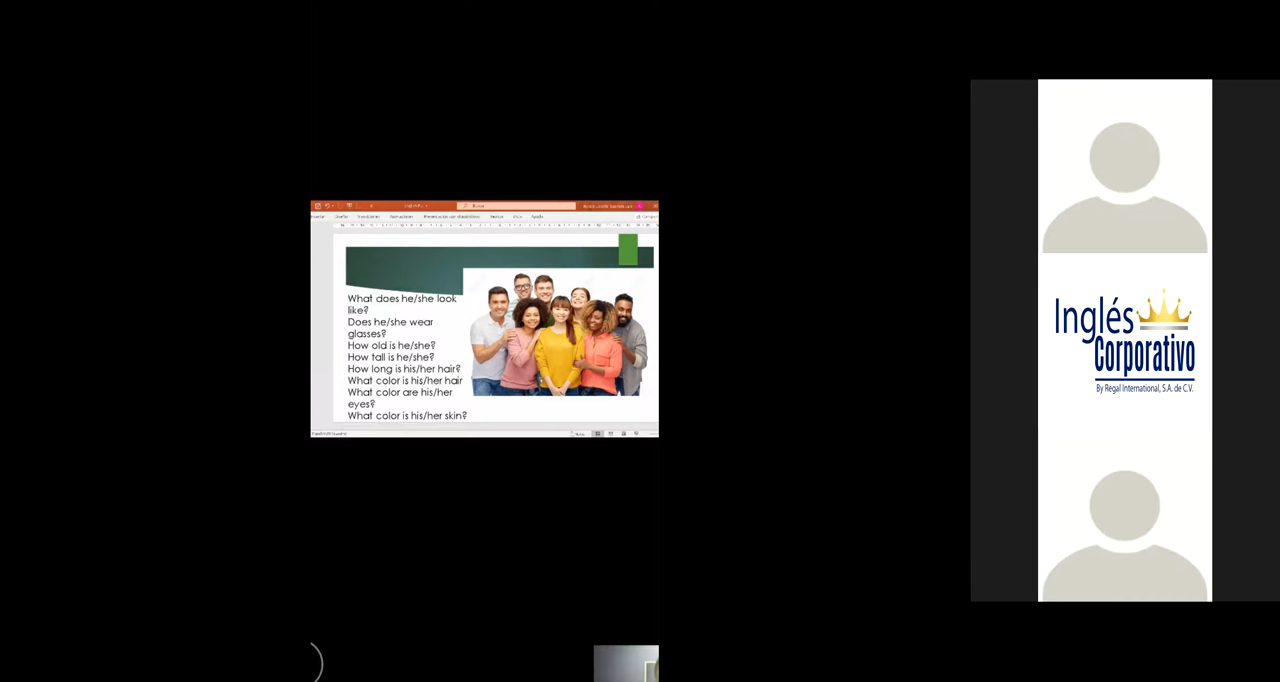 Buscar
What does he/she look
like?
Does he/she wear
glasses?
How old is he/she?
How tall is he/she?
How long is his/her hair?
What color is his/her hair
What color are his/her
eyes?
What color is his/her skin?
Inglés
Corporativo
By Regal International, S.A. de C.V.